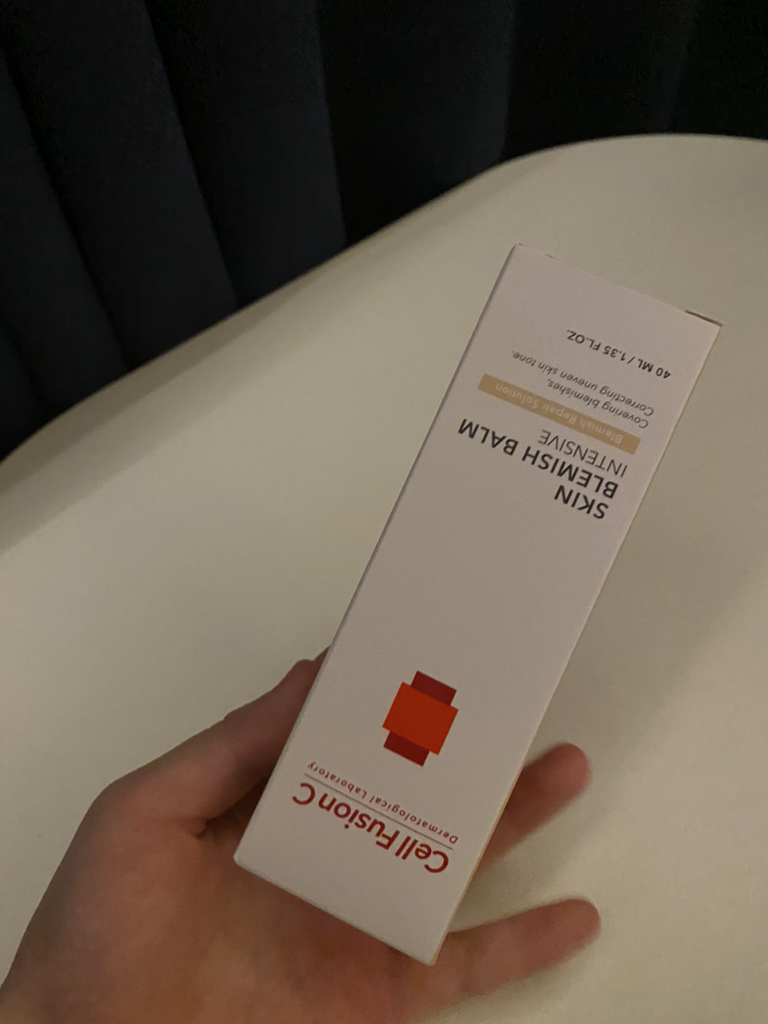 Cell Fusion C
Dermatological Laboratory
SKIN
BLEMISH BALM
INTENSIVE
Blemish Repair Solution
Covering blemishes,
Correcting uneven skin tone.
40 ML / 1.35 FL.OZ.